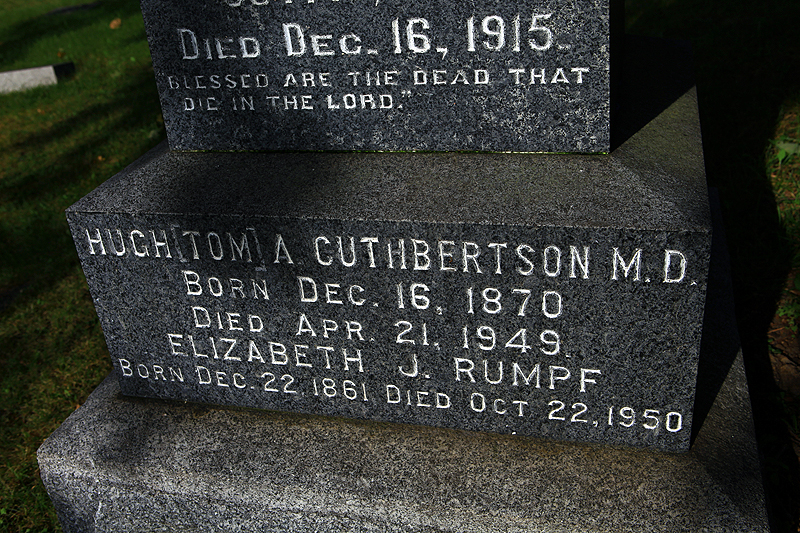 DIED DEC. 16, 1915.
BLESSED ARE THE DEAD THAT
DIE IN THE LORD."
HUGH[TOM]A. CUTHBERTSON M.D.
BORN DEC. 16, 1870
DIED APR. 21, 1949.
ELIZABETH J. RUMPF
BORN DEC. 22, 1861 DIED OCT 22, 1950